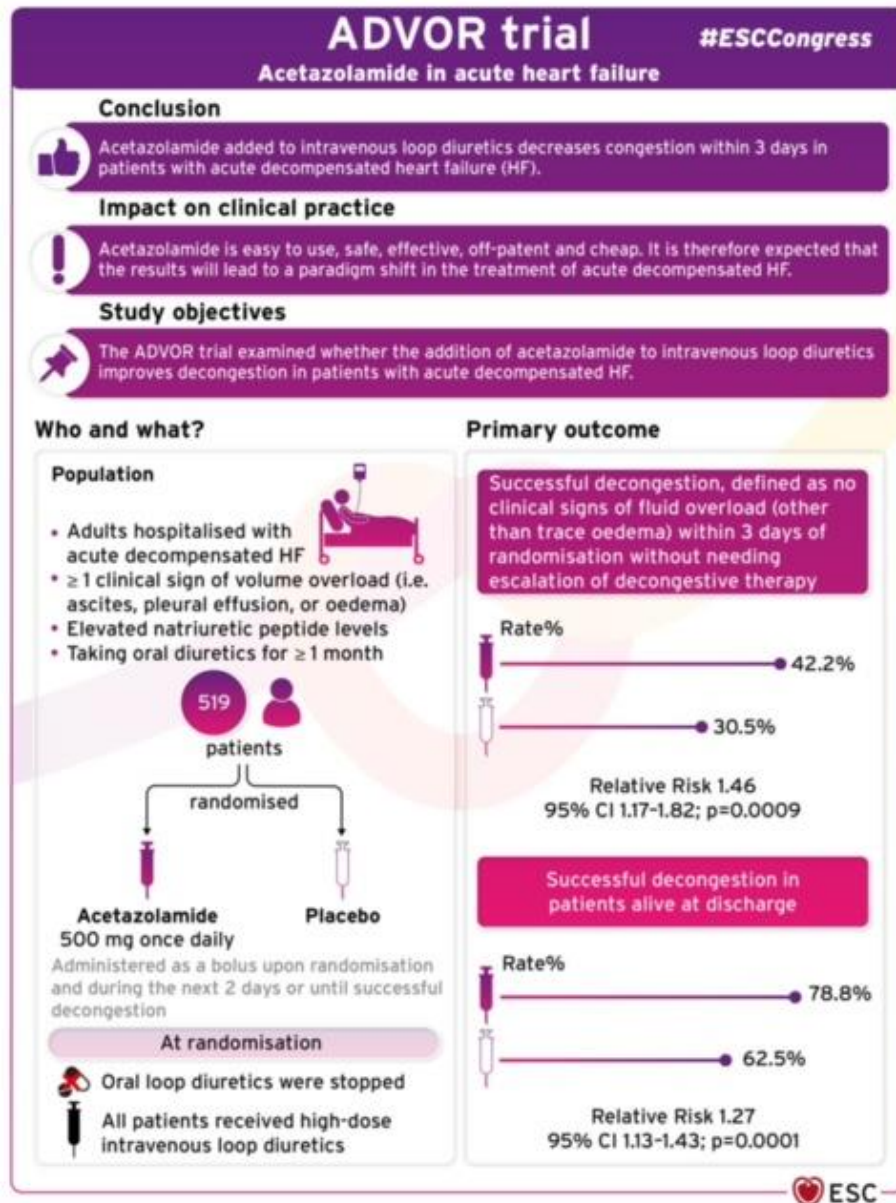 ADVOR trial
#ESCCongress
Acetazolamide in acute heart failure
Conclusion
Acetazolamide added to intravenous loop diuretics decreases congestion within 3 days in
patients with acute decompensated heart failure (HF).
Impact on clinical practice
Acetazolamide is easy to use, safe, effective, off-patent and cheap. It is therefore expected that
the results will lead to a paradigm shift in the treatment of acute decompensated HF.
Study objectives
The ADVOR trial examined whether the addition of acetazolamide to intravenous loop diuretics
improves decongestion in patients with acute decompensated HF.
Who and what?
Population
• Adults hospitalised with
acute decompensated HF
• ≥ 1 clinical sign of volume overload (i.e.
ascites, pleural effusion, or oedema)
• Elevated natriuretic peptide levels
• Taking oral diuretics for ≥ 1 month
519
patients
randomised
Acetazolamide
500 mg once daily
Placebo
Administered as a bolus upon randomisation
and during the next 2 days or until successful
decongestion
At randomisation
Oral loop diuretics were stopped
All patients received high-dose
intravenous loop diuretics
Primary outcome
Successful decongestion, defined as no
clinical signs of fluid overload (other
than trace oedema) within 3 days of
randomisation without needing
escalation of decongestive therapy
Rate%
42.2%
30.5%
Relative Risk 1.46
95% CI 1.17-1.82; p=0.0009
Successful decongestion in
patients alive at discharge
Rate%
78.8%
62.5%
Relative Risk 1.27
95% CI 1.13-1.43; p=0.0001
ESC